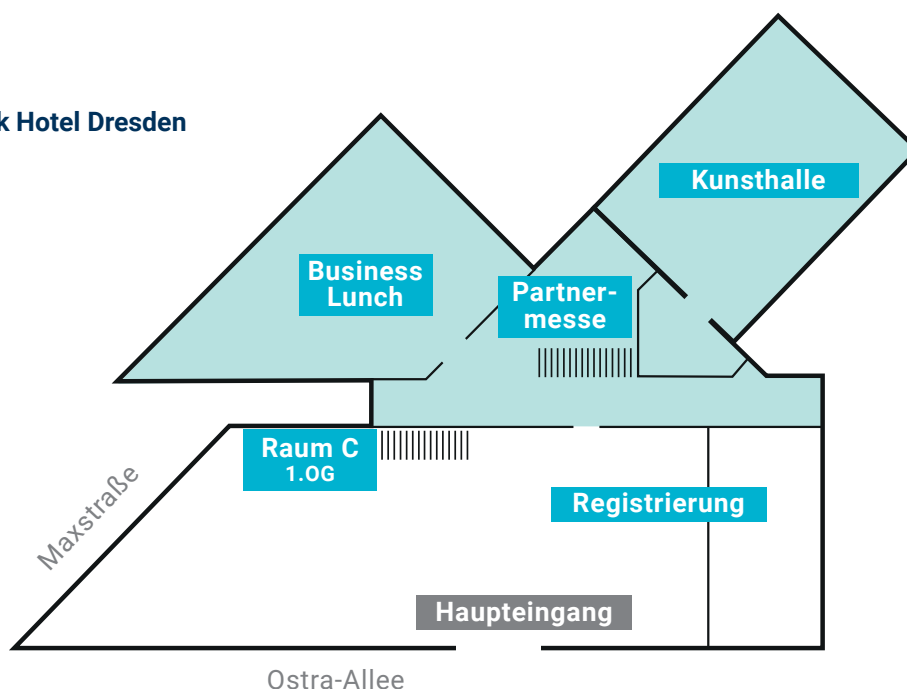 k Hotel Dresden
Kunsthalle
Business
Lunch
Partner-
messe
Raum C
1.OG
Registrierung
Maxstraße
Haupteingang
Ostra-Allee